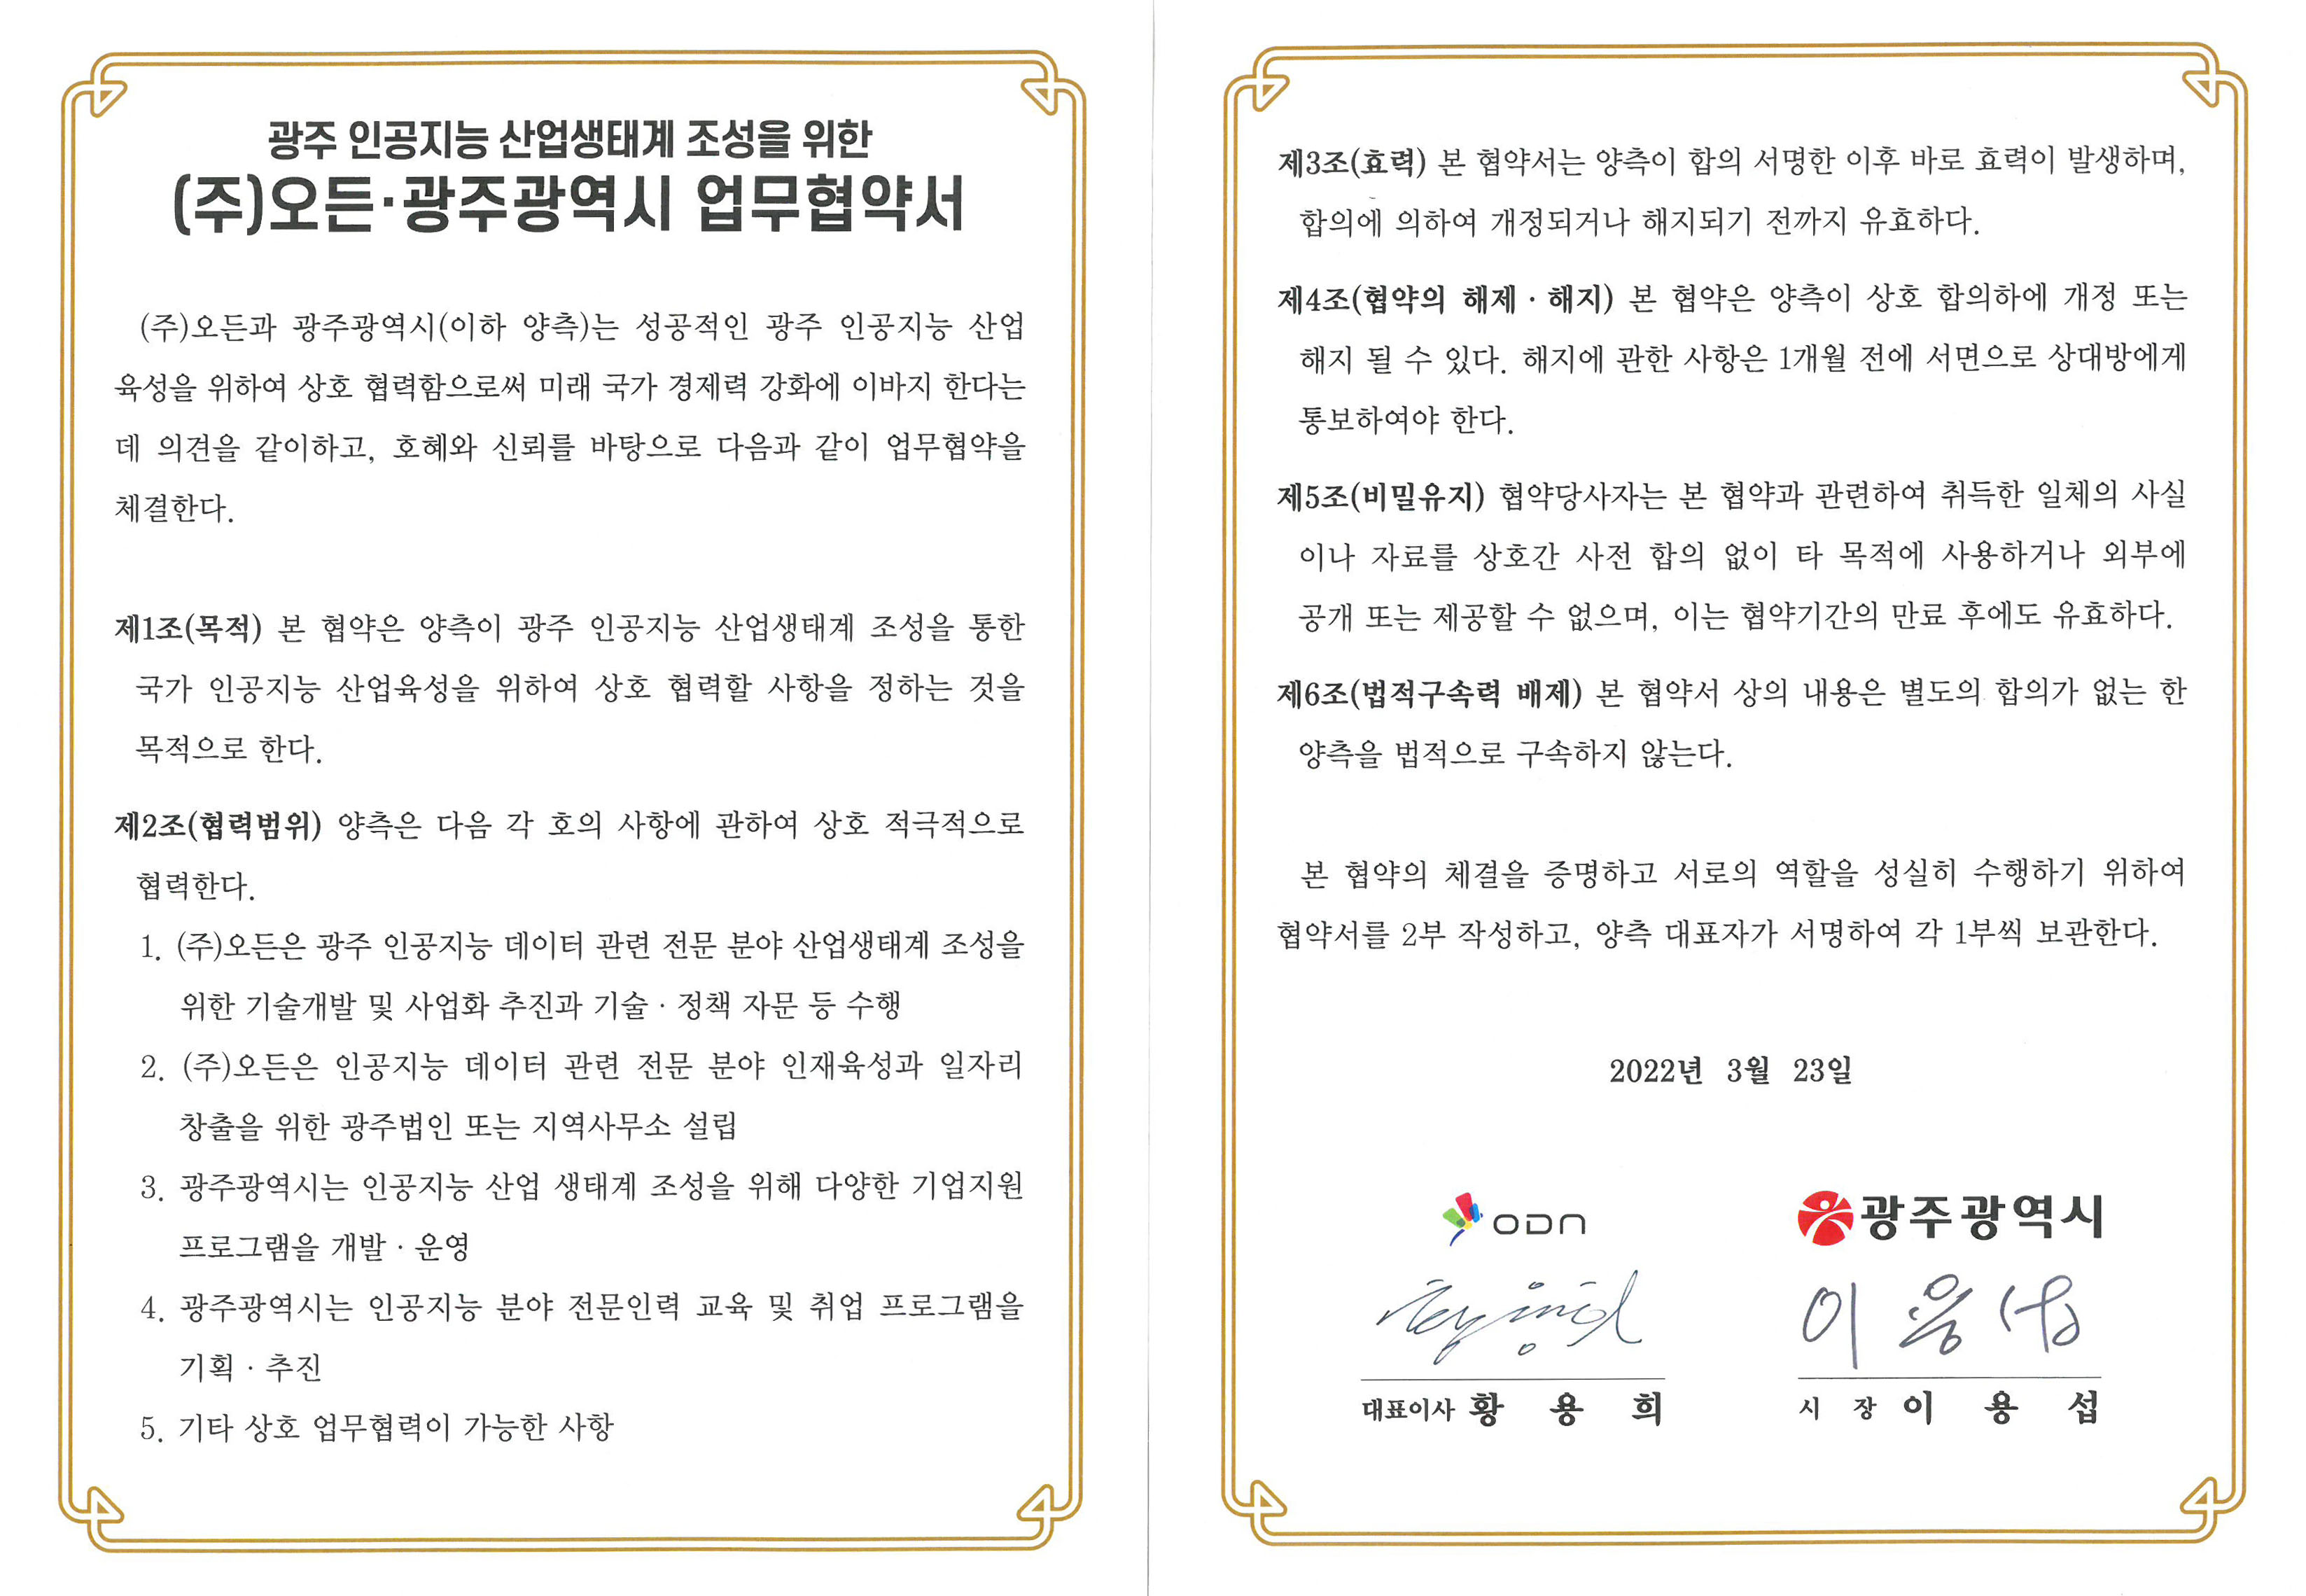 광주 인공지능 산업생태계 조성을 위한
(주)오든·광주광역시 업무협약서
(주)오든과 광주광역시(이하 양측)는 성공적인 광주 인공지능 산업
육성을 위하여 상호 협력함으로써 미래 국가 경제력 강화에 이바지 한다는
데 의견을 같이하고, 호혜와 신뢰를 바탕으로 다음과 같이 업무협약을
체결한다.
제1조(목적) 본 협약은 양측이 광주 인공지능 산업생태계 조성을 통한
국가 인공지능 산업육성을 위하여 상호 협력할 사항을 정하는 것을
목적으로 한다.
제2조(협력범위) 양측은 다음 각 호의 사항에 관하여 상호 적극적으로
협력한다.
1. (주)오든은 광주 인공지능 데이터 관련 전문 분야 산업생태계 조성을
위한 기술개발 및 사업화 추진과 기술 · 정책 자문 등 수행
2. (주)오든은 인공지능 데이터 관련 전문 분야 인재육성과 일자리
창출을 위한 광주법인 또는 지역사무소 설립
3. 광주광역시는 인공지능 산업 생태계 조성을 위해 다양한 기업지원
프로그램을 개발 · 운영
4. 광주광역시는 인공지능 분야 전문인력 교육 및 취업 프로그램을
기획 · 추진
5. 기타 상호 업무협력이 가능한 사항
제3조(효력) 본 협약서는 양측이 합의 서명한 이후 바로 효력이 발생하며,
합의에 의하여 개정되거나 해지되기 전까지 유효하다.
제4조(협약의 해제 · 해지) 본 협약은 양측이 상호 합의하에 개정 또는
해지 될 수 있다. 해지에 관한 사항은 1개월 전에 서면으로 상대방에게
통보하여야 한다.
제5조(비밀유지) 협약당사자는 본 협약과 관련하여 취득한 일체의 사실
이나 자료를 상호간 사전 합의 없이 타 목적에 사용하거나 외부에
공개 또는 제공할 수 없으며, 이는 협약기간의 만료 후에도 유효하다.
제6조(법적구속력 배제) 본 협약서 상의 내용은 별도의 합의가 없는 한
양측을 법적으로 구속하지 않는다.
본 협약의 체결을 증명하고 서로의 역할을 성실히 수행하기 위하여
협약서를 2부 작성하고, 양측 대표자가 서명하여 각 1부씩 보관한다.
2022년 3월 23일
ODN 광주광역시
이 용 섭
대표이사 황 용 희 시 장 이 용 섭